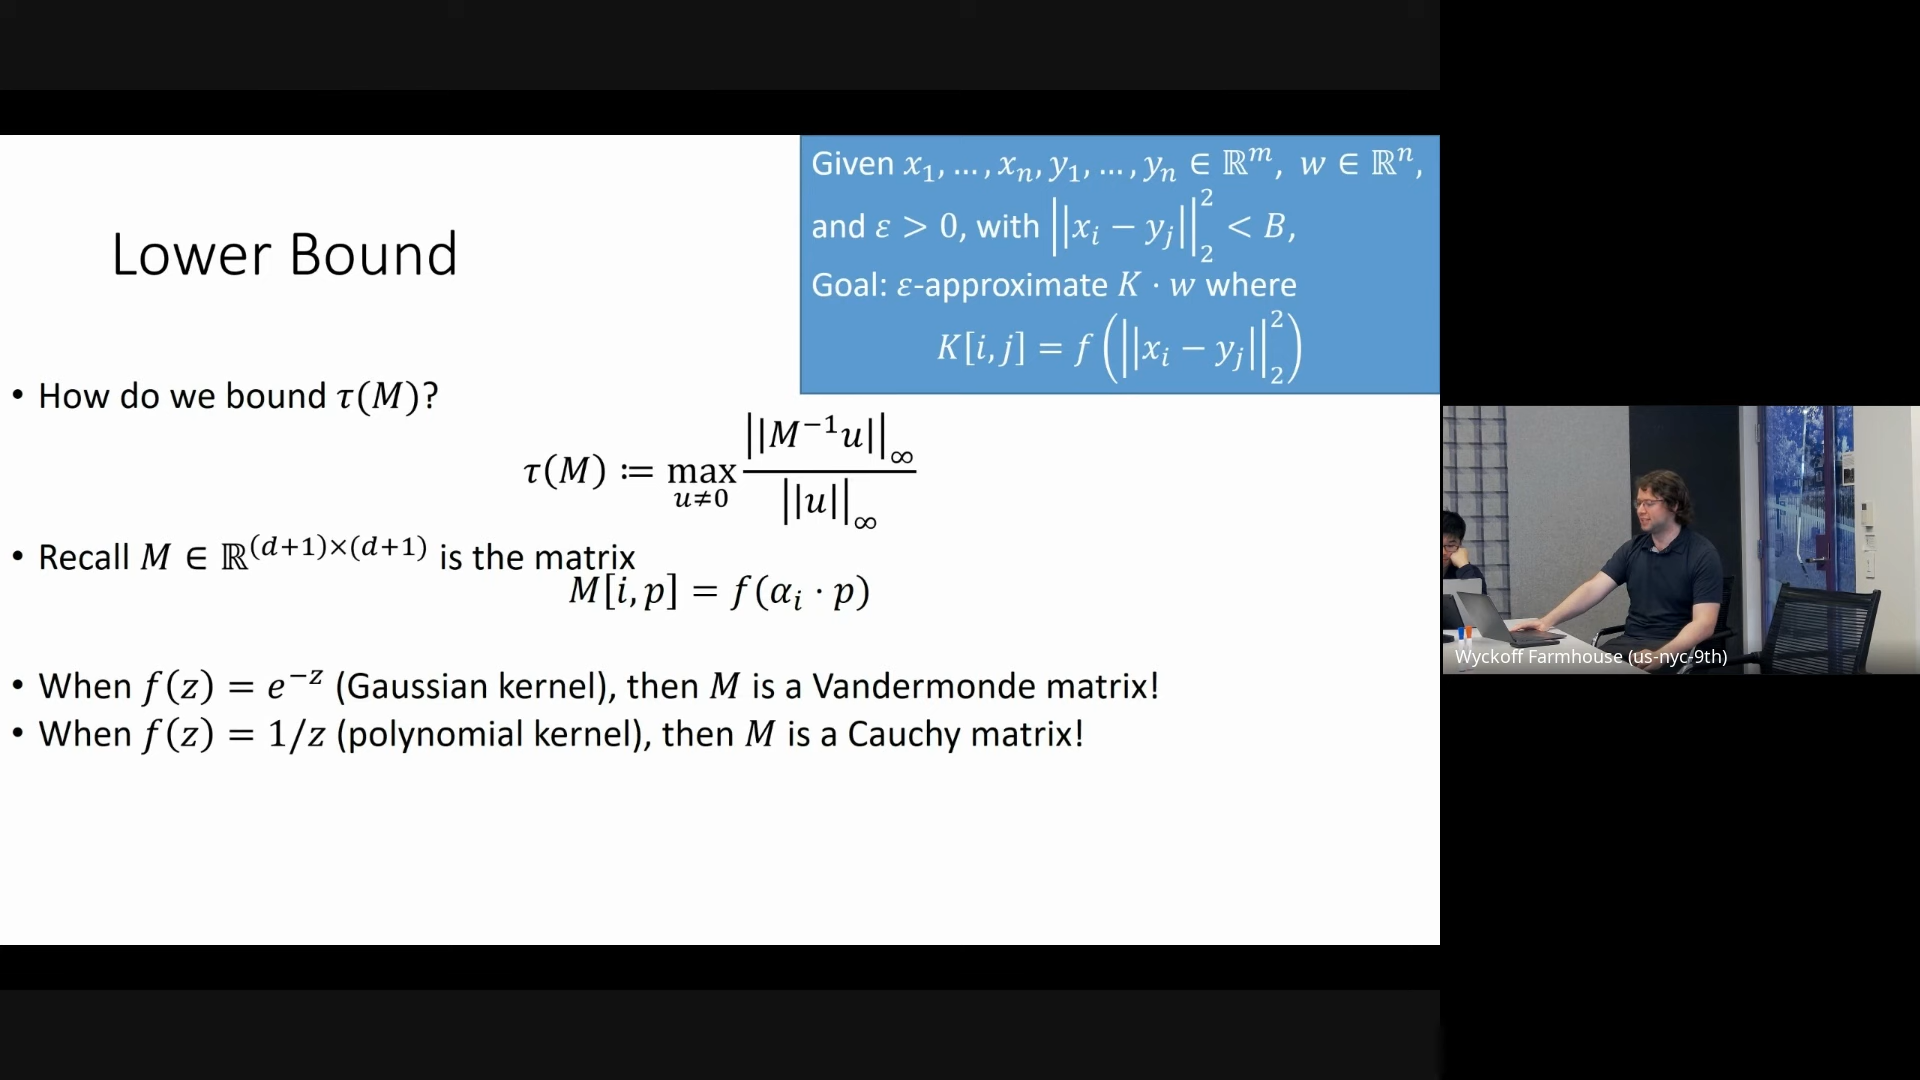 Given x₁, …, xₙ, y₁, …, yₙ ∈ ℝᵐ, w ∈ ℝⁿ,
and ε > 0, with ||xᵢ − yⱼ||₂² < B,
Goal: ε-approximate K · w where
K[i, j] = f(||xᵢ − yⱼ||₂²)
Lower Bound
• How do we bound τ(M)?
τ(M) ≔ max_{u≠0} ||M⁻¹u||_∞ / ||u||_∞
• Recall M ∈ ℝ^{(d+1)×(d+1)} is the matrix
M[i, p] = f(αᵢ · p)
• When f(z) = e^{−z} (Gaussian kernel), then M is a Vandermonde matrix!
• When f(z) = 1/z (polynomial kernel), then M is a Cauchy matrix!
Wyckoff Farmhouse (us-nyc-9th)